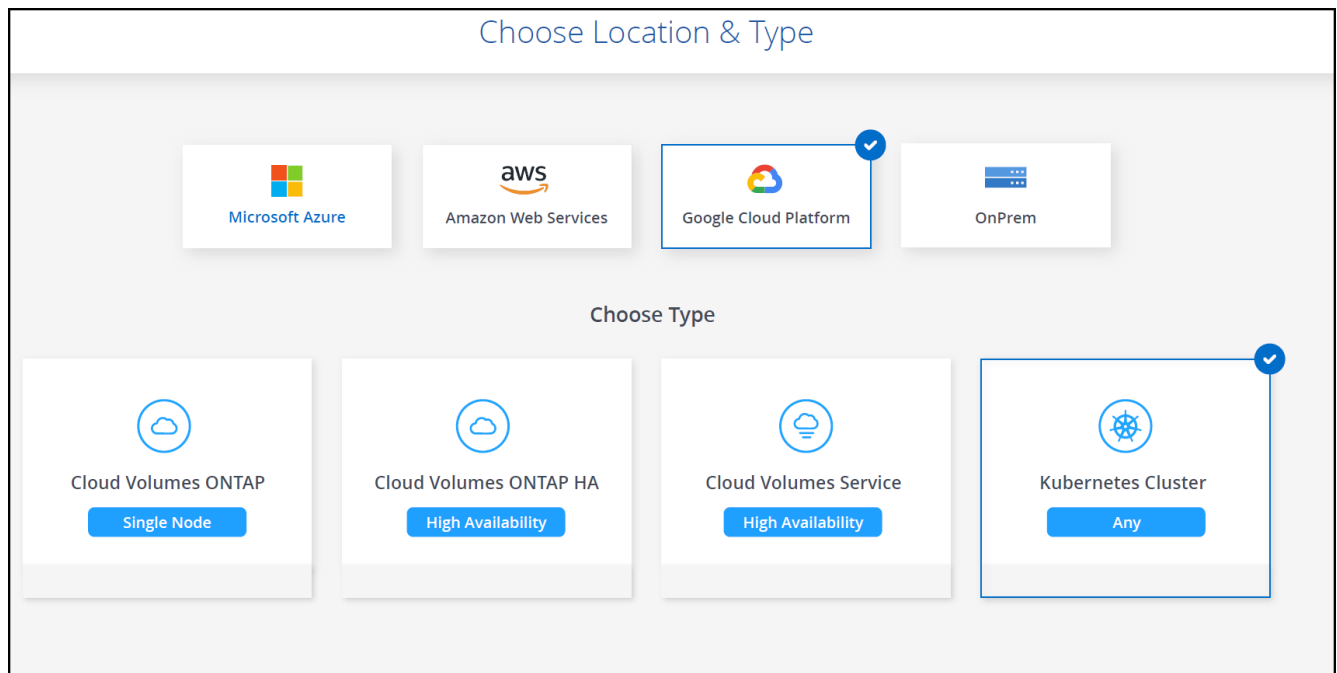 Choose Location & Type
aws
Microsoft Azure
Amazon Web Services
Google Cloud Platform
OnPrem
Choose Type
Cloud Volumes ONTAP
Cloud Volumes ONTAP HA
Cloud Volumes Service
Kubernetes Cluster
Single Node
High Availability
High Availability
Any